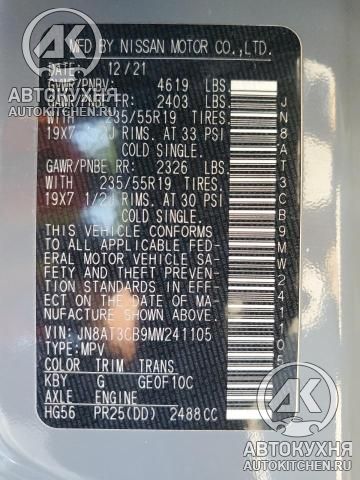 MFD BY NISSAN MOTOR CO.,LTD.
DATE: 12/21
GVWR/PNBV: 4619 LBS.
2403 LBS.
WITH 235/55R19 TIRES.
19X7 1/2J RIMS. AT 33 PSI
COLD SINGLE.
GAWR/PNBE RR: 2326 LBS.
WITH 235/55R19 TIRES.
19X7 1/2J RIMS. AT 30 PSI
COLD SINGLE.
THIS VEHICLE CONFORMS
TO ALL APPLICABLE FED-
ERAL MOTOR VEHICLE SA-
FETY AND THEFT PREVEN-
TION STANDARDS IN EFF-
ECT ON THE DATE OF MA-
NUFACTURE SHOWN ABOVE.
VIN: JN8AT3CB9MW241105
TYPE: MPV
COLOR TRIM TRANS
KBY G GE0F10C
AXLE ENGINE
HG56 PR25(DD) 2488CC
JN8AT3CB9MW241105
АВТОКУХНЯ
AUTOKITCHEN.RU
АВТОКУХНЯ
AUTOKITCHEN.RU